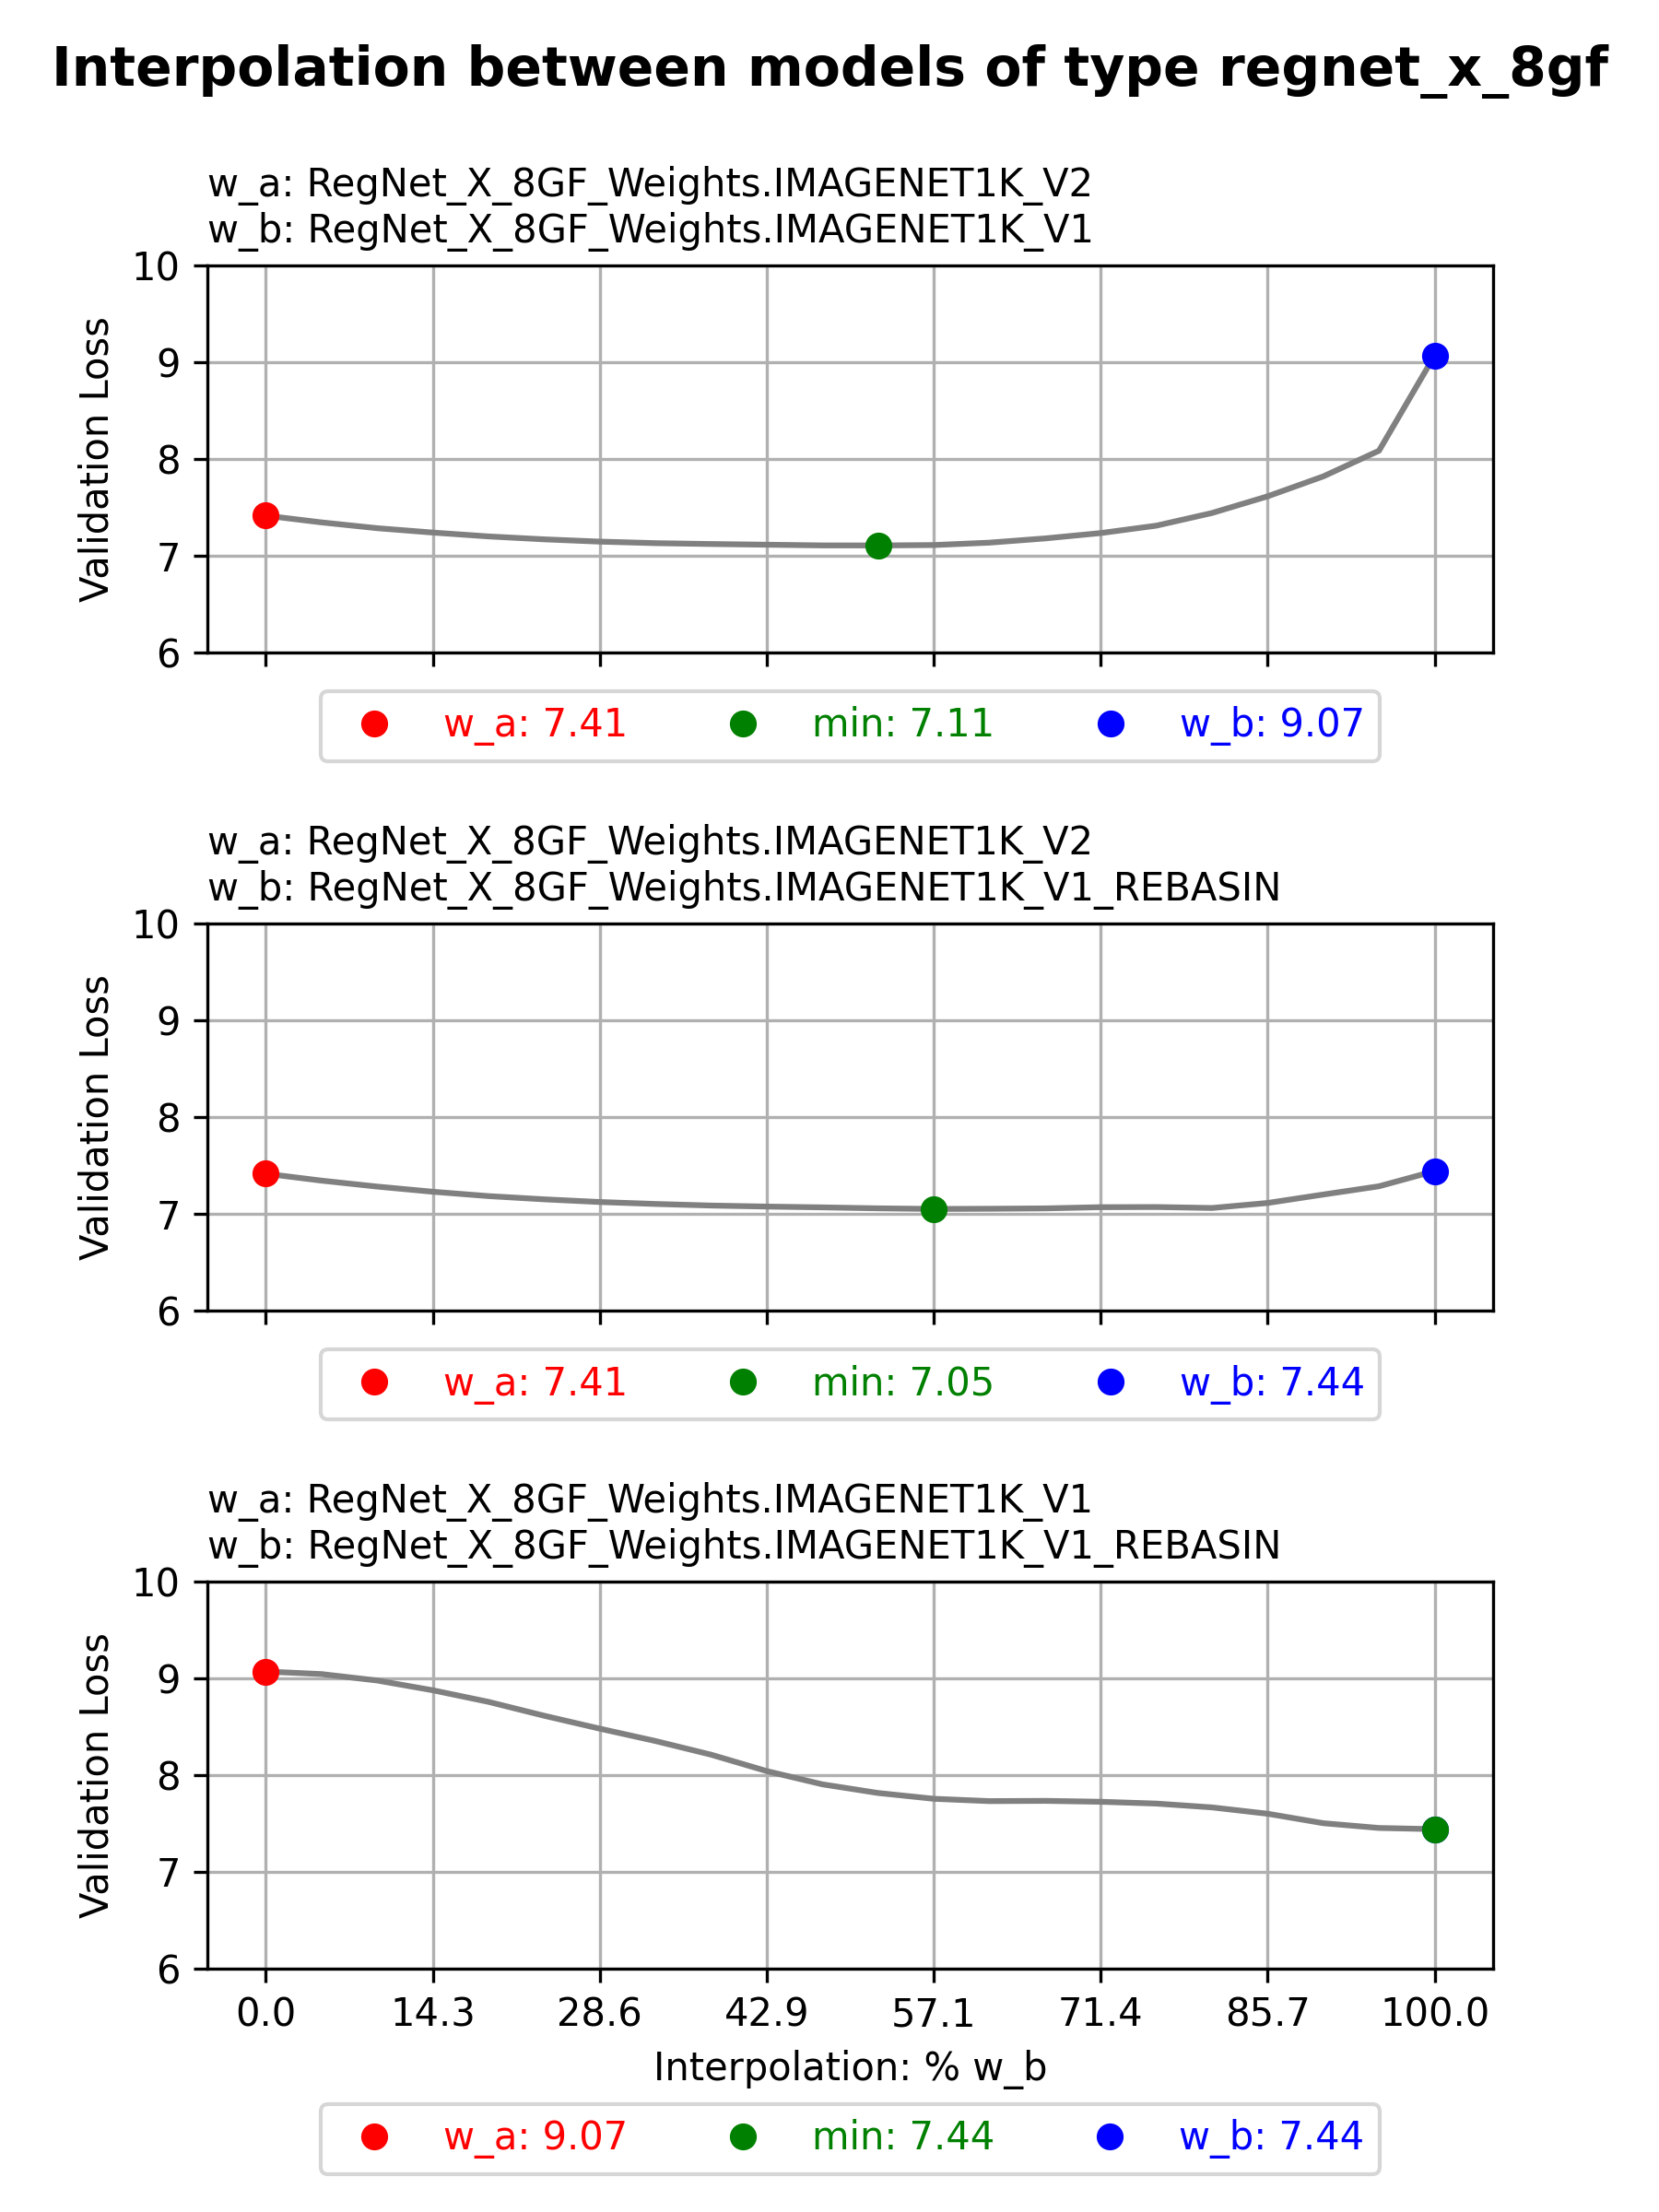 Interpolation between models of type regnet_x_8gf
w_a: RegNet_X_8GF_Weights.IMAGENET1K_V2
w_b: RegNet_X_8GF_Weights.IMAGENET1K_V1
10
9
8
7
6
Validation Loss
w_a: 7.41 min: 7.11 w_b: 9.07
w_a: RegNet_X_8GF_Weights.IMAGENET1K_V2
w_b: RegNet_X_8GF_Weights.IMAGENET1K_V1_REBASIN
10
9
8
7
6
Validation Loss
w_a: 7.41 min: 7.05 w_b: 7.44
w_a: RegNet_X_8GF_Weights.IMAGENET1K_V1
w_b: RegNet_X_8GF_Weights.IMAGENET1K_V1_REBASIN
10
9
8
7
6
Validation Loss
0.0 14.3 28.6 42.9 57.1 71.4 85.7 100.0
Interpolation: % w_b
w_a: 9.07 min: 7.44 w_b: 7.44